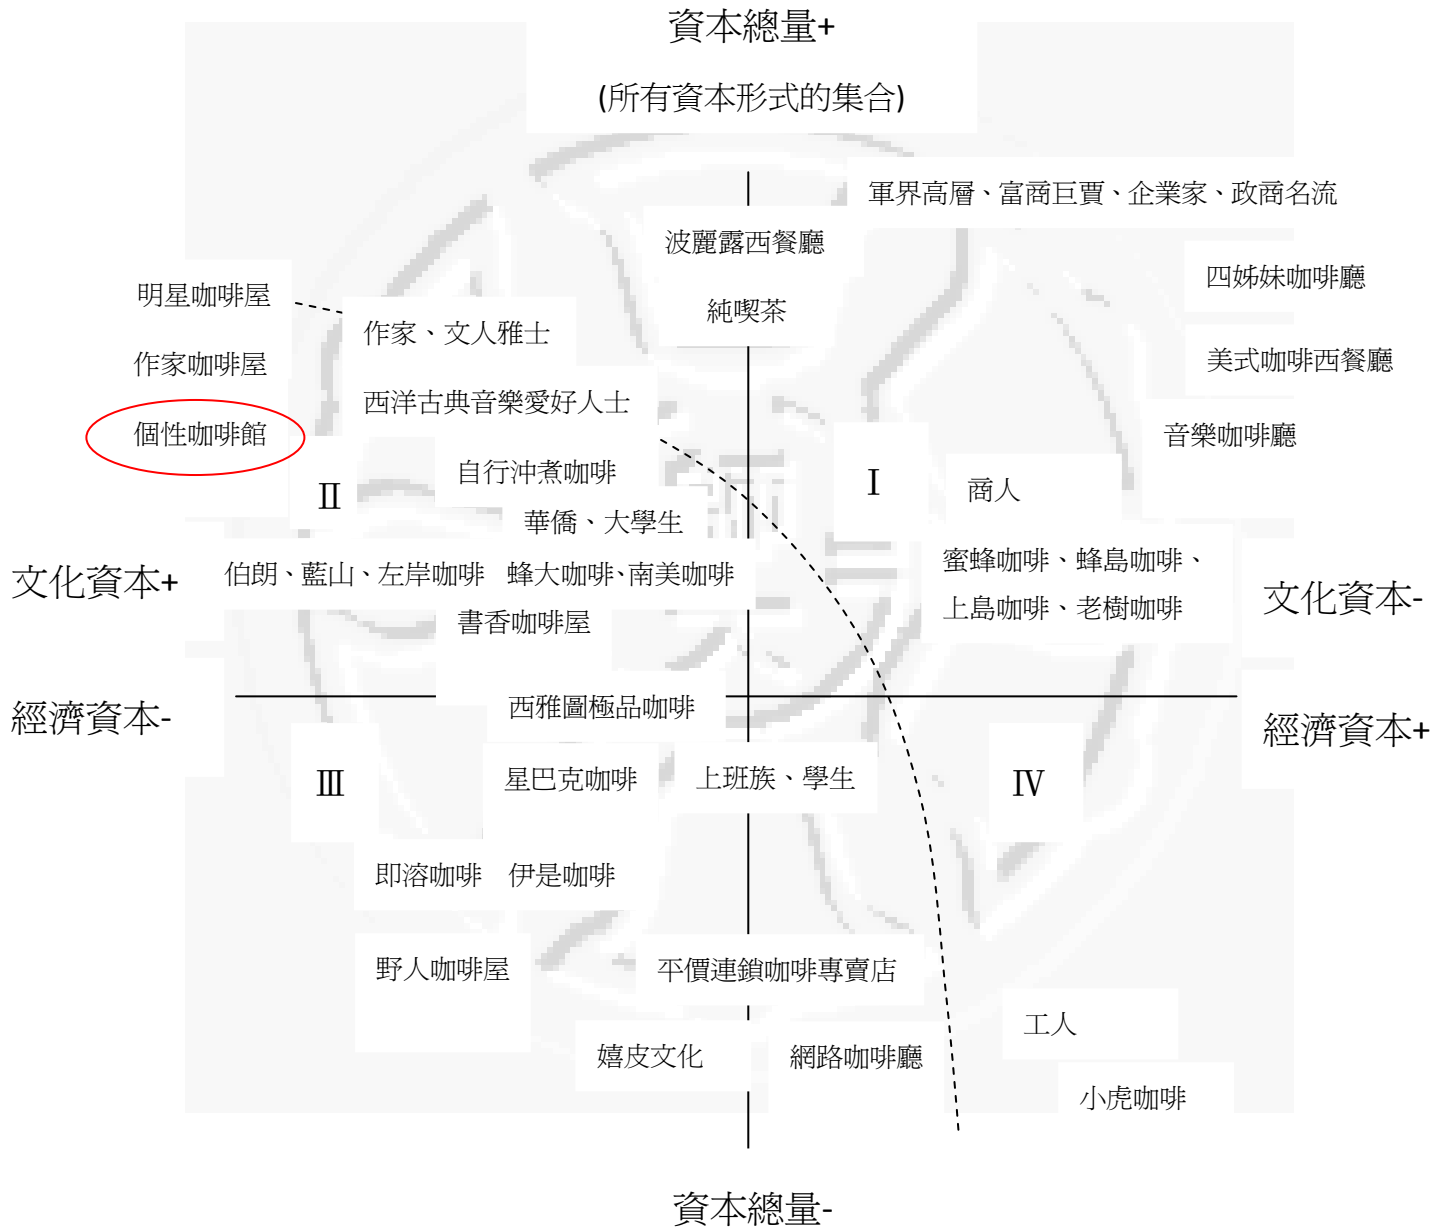 資本總量+
(所有資本形式的集合)
軍界高層、富商巨賈、企業家、政商名流
波麗露西餐廳
四姊妹咖啡廳
明星咖啡屋
純喫茶
作家、文人雅士
作家咖啡屋
美式咖啡西餐廳
西洋古典音樂愛好人士
個性咖啡館
音樂咖啡廳
自行沖煮咖啡
Ⅱ
Ⅰ
商人
華僑、大學生
文化資本+
伯朗、藍山、左岸咖啡
蜂大咖啡、南美咖啡
蜜蜂咖啡、蜂島咖啡、
上島咖啡、老樹咖啡
文化資本-
書香咖啡屋
經濟資本-
西雅圖極品咖啡
經濟資本+
Ⅲ
星巴克咖啡
上班族、學生
Ⅳ
即溶咖啡
伊是咖啡
野人咖啡屋
平價連鎖咖啡專賣店
工人
嬉皮文化
網路咖啡廳
小虎咖啡
資本總量-